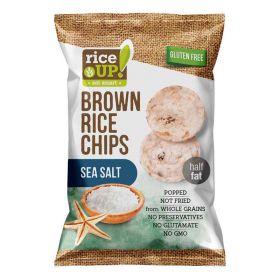 rice
UP!
eat smart
GLUTEN FREE
BROWN
RICE
CHIPS
SEA SALT
half
fat
POPPED
NOT FRIED
from WHOLE GRAINS
NO PRESERVATIVES
NO GLUTAMATE
NO GMO